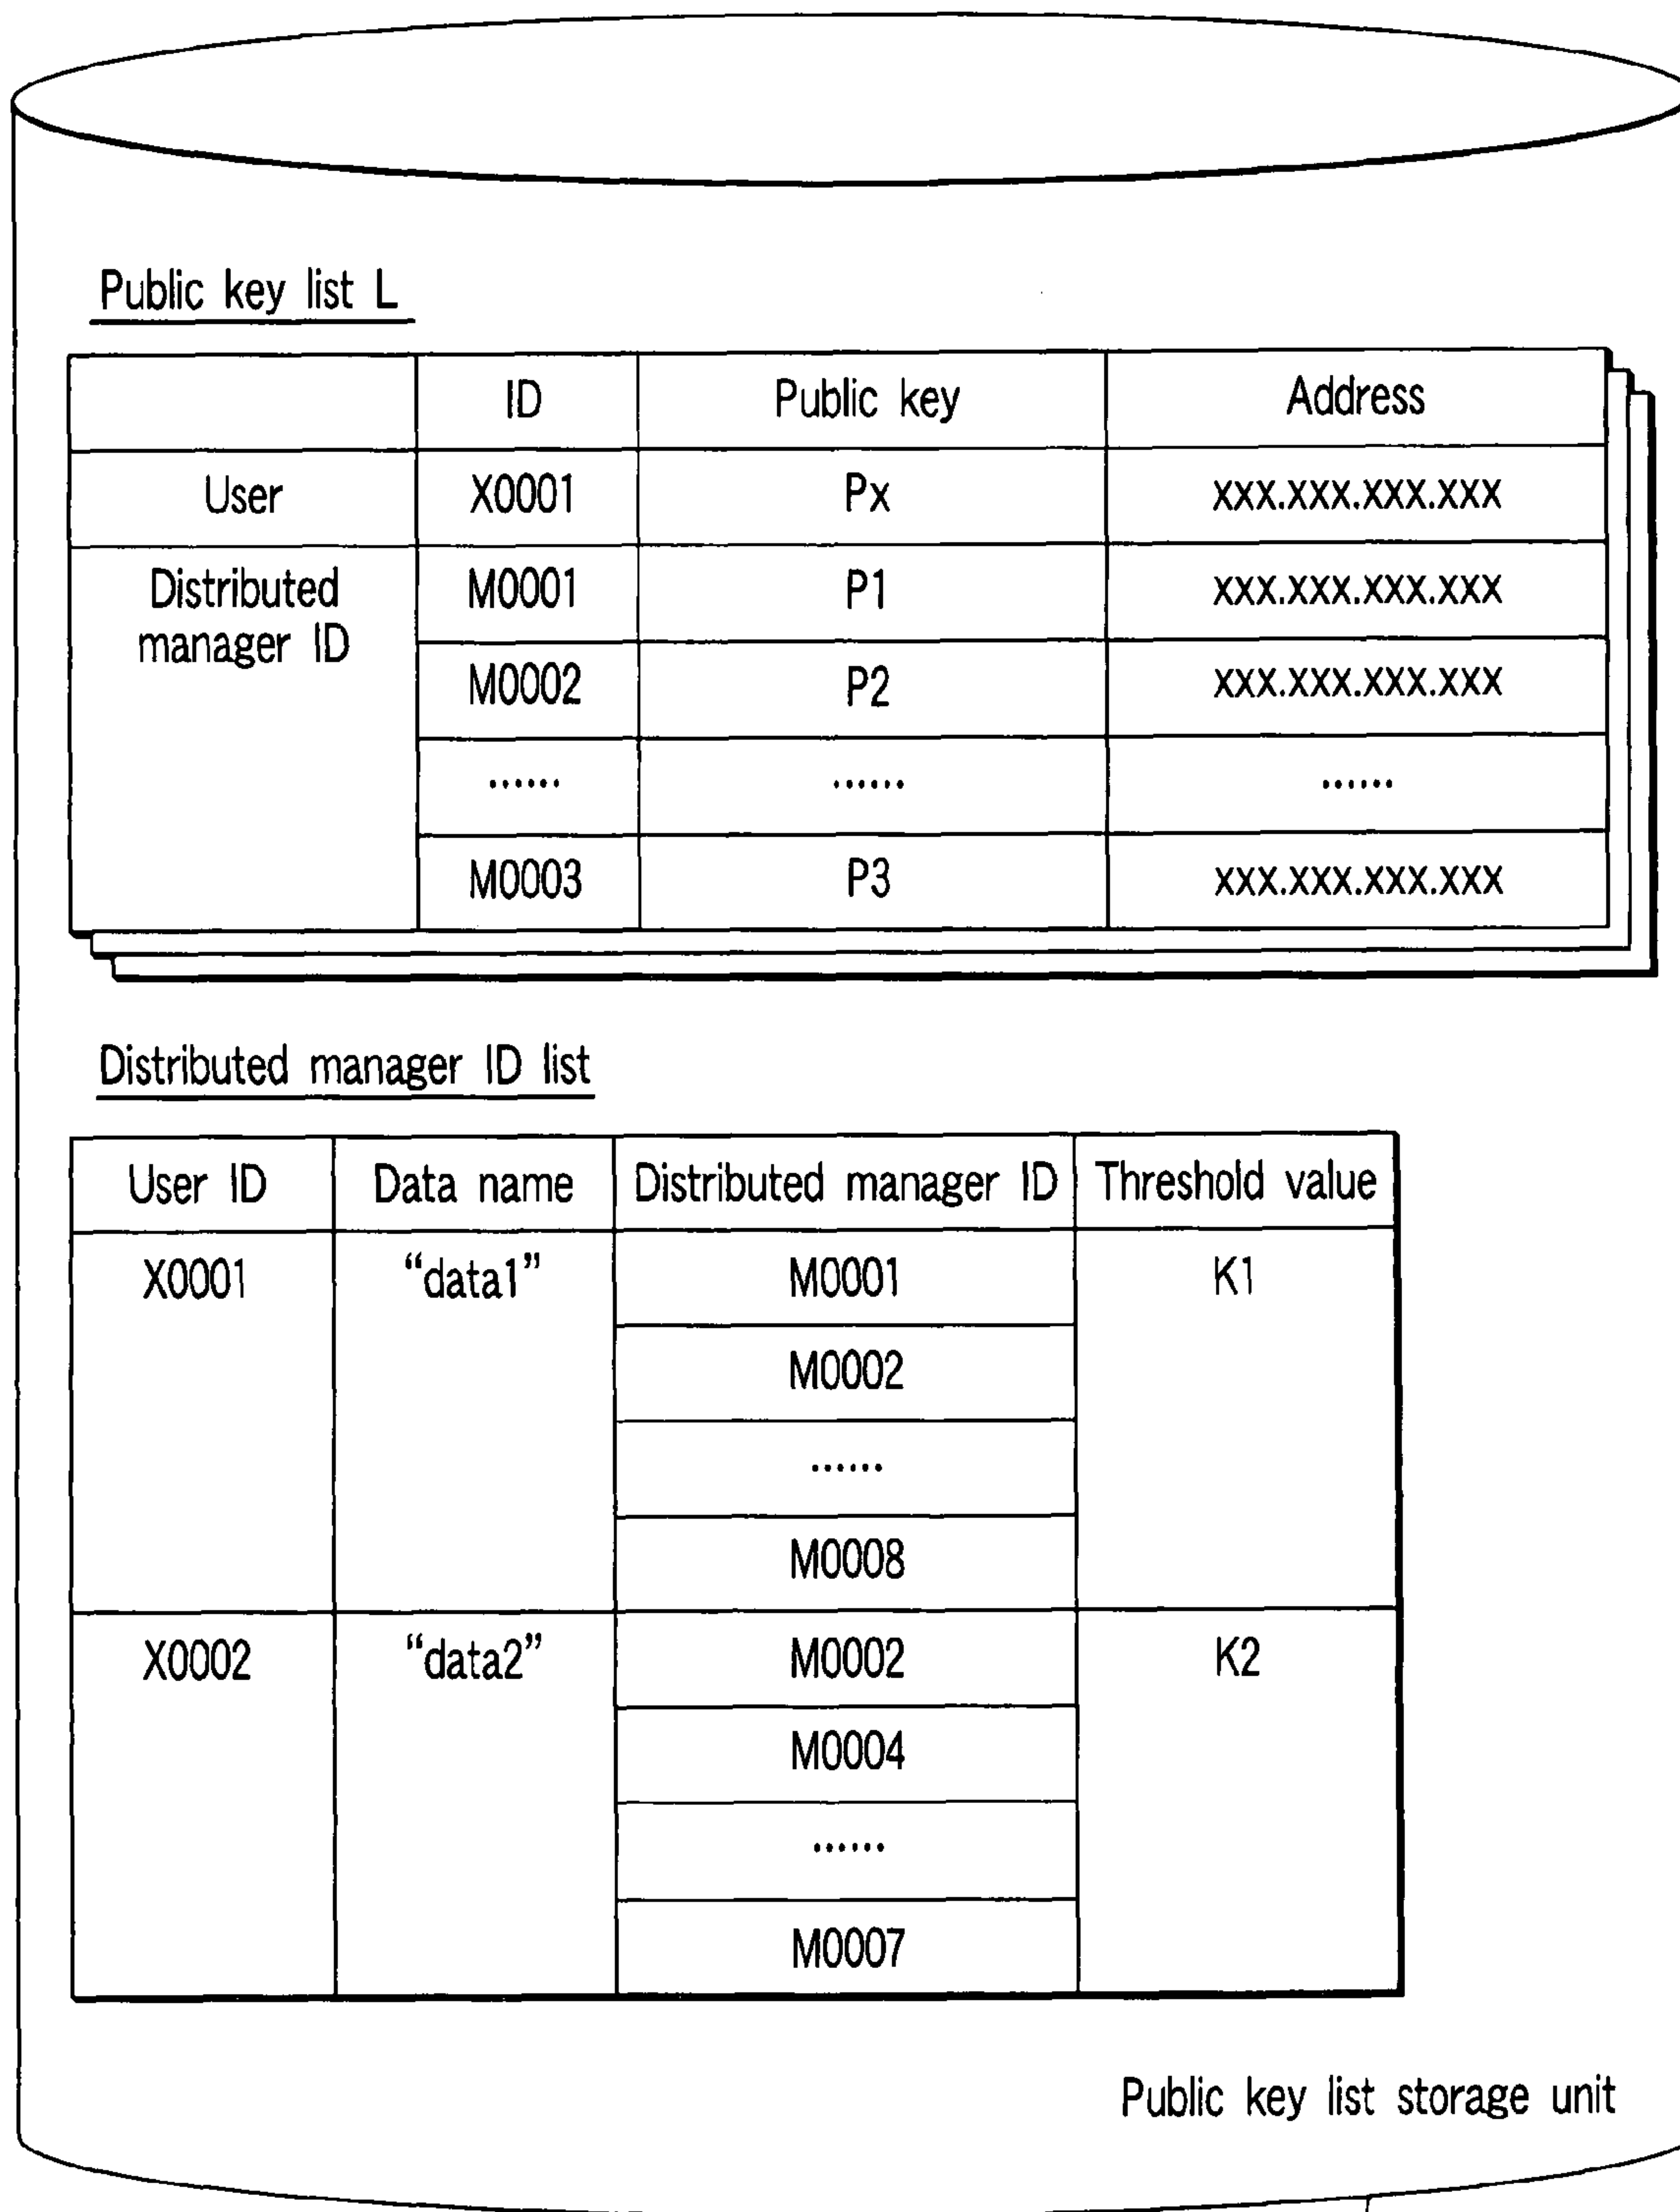 Public key list L
ID Public key Address
User X0001 Px XXX.XXX.XXX.XXX
Distributed manager ID M0001 P1 XXX.XXX.XXX.XXX
M0002 P2 XXX.XXX.XXX.XXX
...... ...... ......
M0003 P3 XXX.XXX.XXX.XXX
Distributed manager ID list
User ID Data name Distributed manager ID Threshold value
X0001 “data1” M0001 K1
M0002
......
M0008
X0002 “data2” M0002 K2
M0004
......
M0007
Public key list storage unit